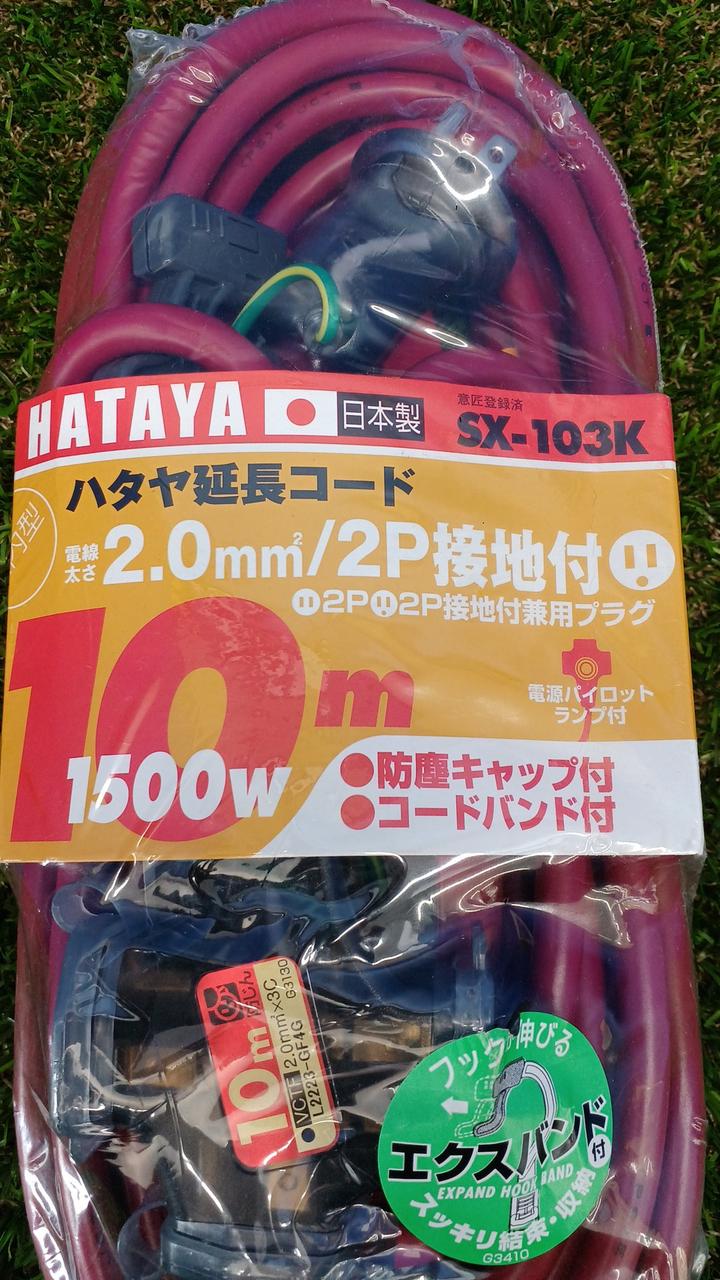 HATAYA 日本製
意匠登録済
SX-103K
ハタヤ延長コード
電線太さ 2.0mm²/2P接地付
2P 2P接地付兼用プラグ
10m
電源パイロット
ランプ付
1500W
●防塵キャップ付
●コードバンド付
10m
VCTF 2.0mm²×3C
L2223-GF4G
G3130
フックが伸びる
エクスバンド付
EXPAND HOOK BAND
スッキリ結束・収納
G3410